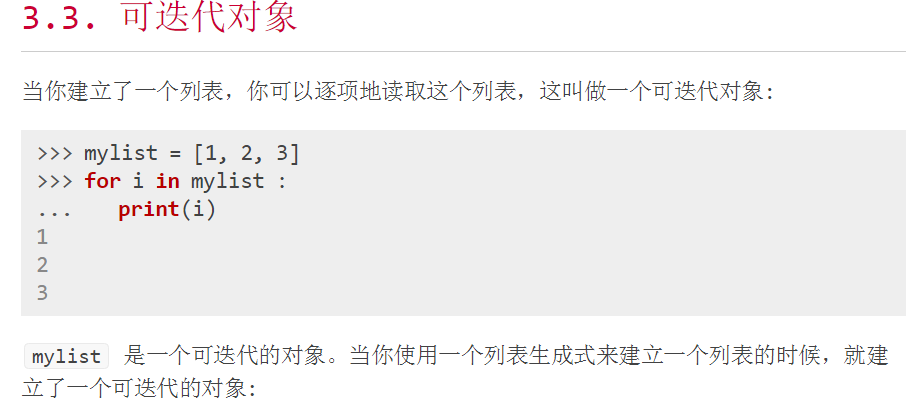 3.3. 可迭代对象
当你建立了一个列表，你可以逐项地读取这个列表，这叫做一个可迭代对象:
>>> mylist = [1, 2, 3]
>>> for i in mylist :
...    print(i)
1
2
3
mylist 是一个可迭代的对象。当你使用一个列表生成式来建立一个列表的时候，就建
立了一个可迭代的对象: